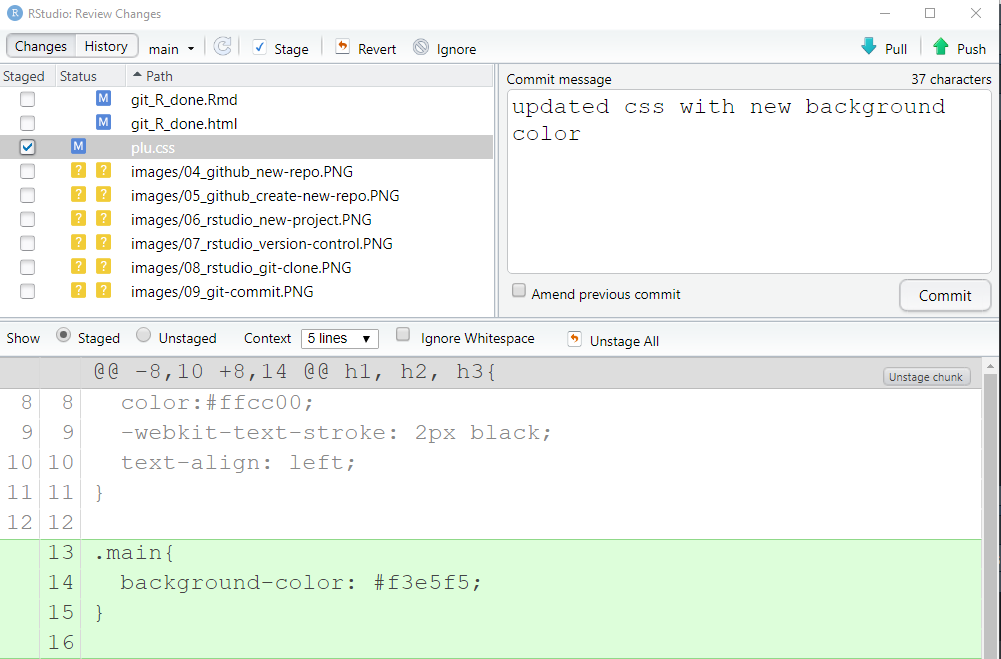 R RStudio: Review Changes
Changes History main Stage Revert Ignore Pull Push
Staged Status Path
M git_R_done.Rmd
M git_R_done.html
M plu.css
? ? images/04_github_new-repo.PNG
? ? images/05_github_create-new-repo.PNG
? ? images/06_rstudio_new-project.PNG
? ? images/07_rstudio_version-control.PNG
? ? images/08_rstudio_git-clone.PNG
? ? images/09_git-commit.PNG
Commit message 37 characters
updated css with new background
color
Amend previous commit Commit
Show Staged Unstaged Context 5 lines Ignore Whitespace Unstage All
@@ -8,10 +8,14 @@ h1, h2, h3{ Unstage chunk
8 8 color:#ffcc00;
9 9 -webkit-text-stroke: 2px black;
10 10 text-align: left;
11 11 }
12 12
13 .main{
14 background-color: #f3e5f5;
15 }
16